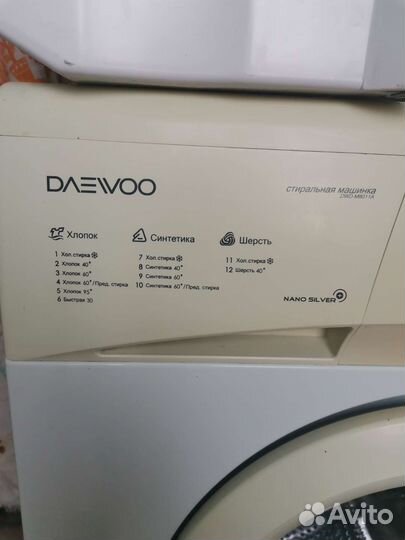 DAEWOO
стиральная машинка
DWD-M8011A
Хлопок
1 Хол.стирка
2 Хлопок 40°
3 Хлопок 60°
4 Хлопок 60°/Пред. стирка
5 Хлопок 95°
6 Быстрая 30
Синтетика
7 Хол.стирка
8 Синтетика 40°
9 Синтетика 60°
10 Синтетика 60°/Пред. стирка
Шерсть
11 Хол.стирка
12 Шерсть 40°
NANO SILVER
Avito